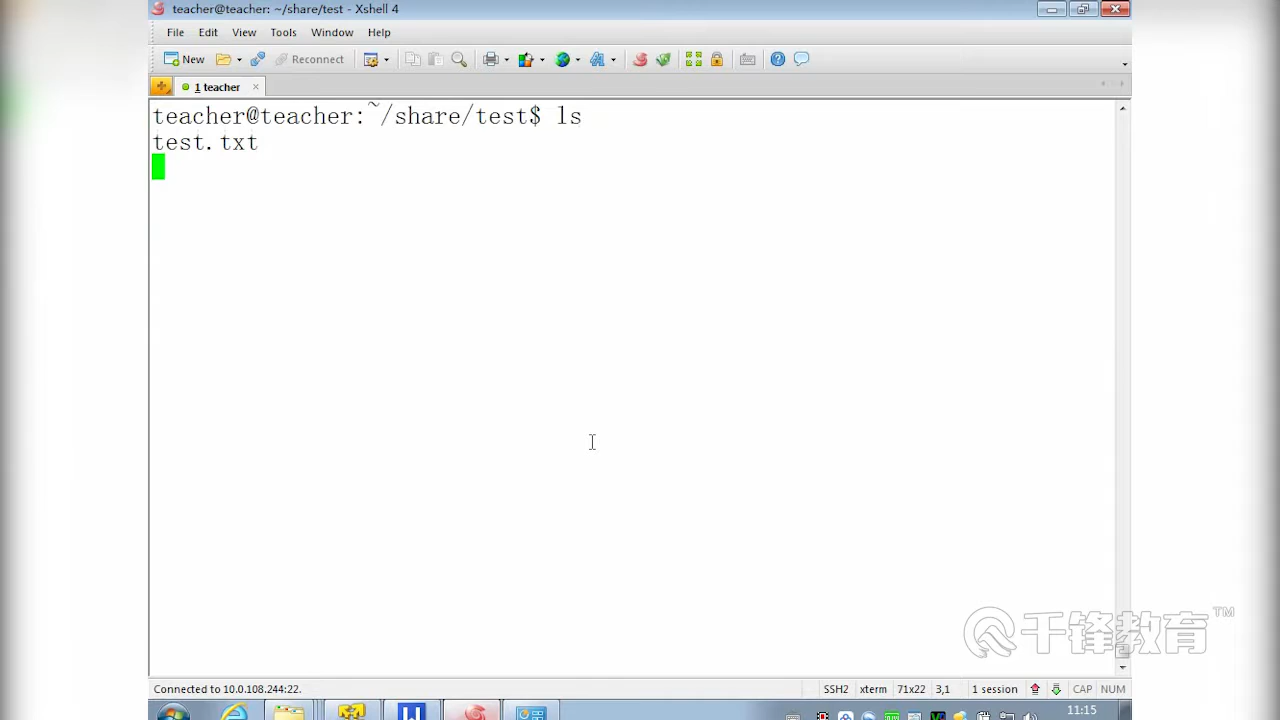 teacher@teacher: ~/share/test - Xshell 4
File Edit View Tools Window Help
New Reconnect
1 teacher
teacher@teacher:~/share/test$ ls
test.txt
千锋教育™
Connected to 10.0.108.244:22. SSH2 xterm 71x22 3,1 1 session CAP NUM
11:15